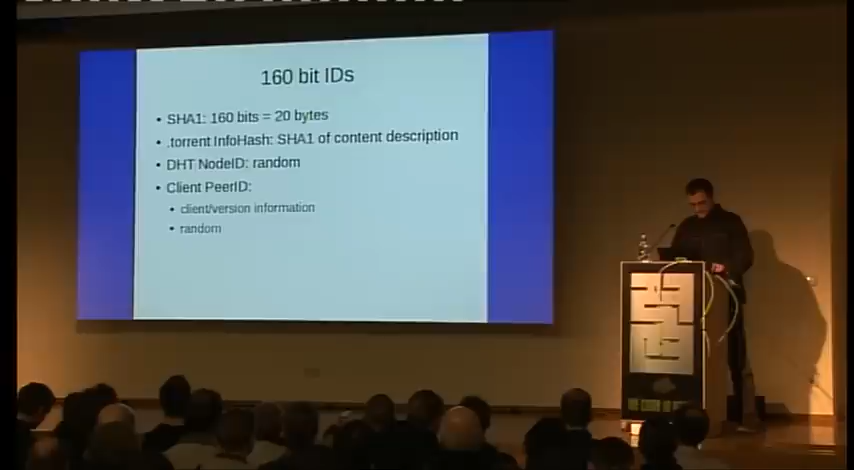 160 bit IDs
• SHA1: 160 bits = 20 bytes
• .torrent InfoHash: SHA1 of content description
• DHT NodeID: random
• Client PeerID:
• client/version information
• random